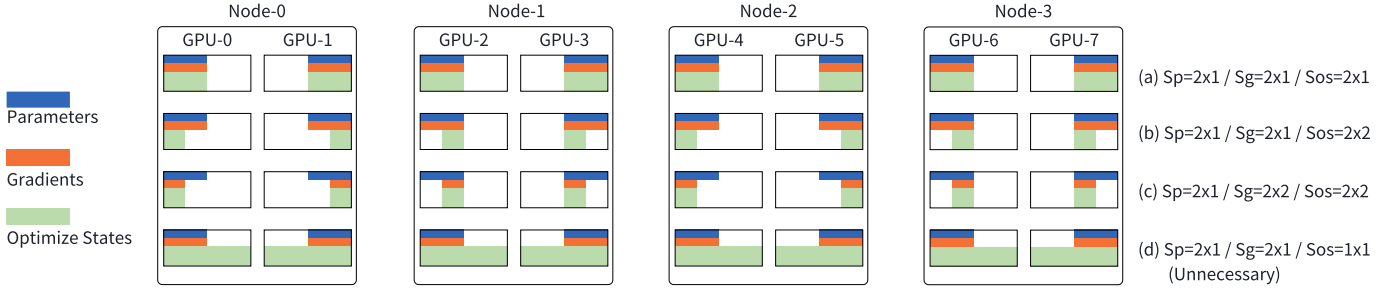 Node-0
Node-1
Node-2
Node-3
GPU-0
GPU-1
GPU-2
GPU-3
GPU-4
GPU-5
GPU-6
GPU-7
Parameters
Gradients
Optimize States
(a) Sp=2x1 / Sg=2x1 / Sos=2x1
(b) Sp=2x1 / Sg=2x1 / Sos=2x2
(c) Sp=2x1 / Sg=2x2 / Sos=2x2
(d) Sp=2x1 / Sg=2x1 / Sos=1x1
(Unnecessary)